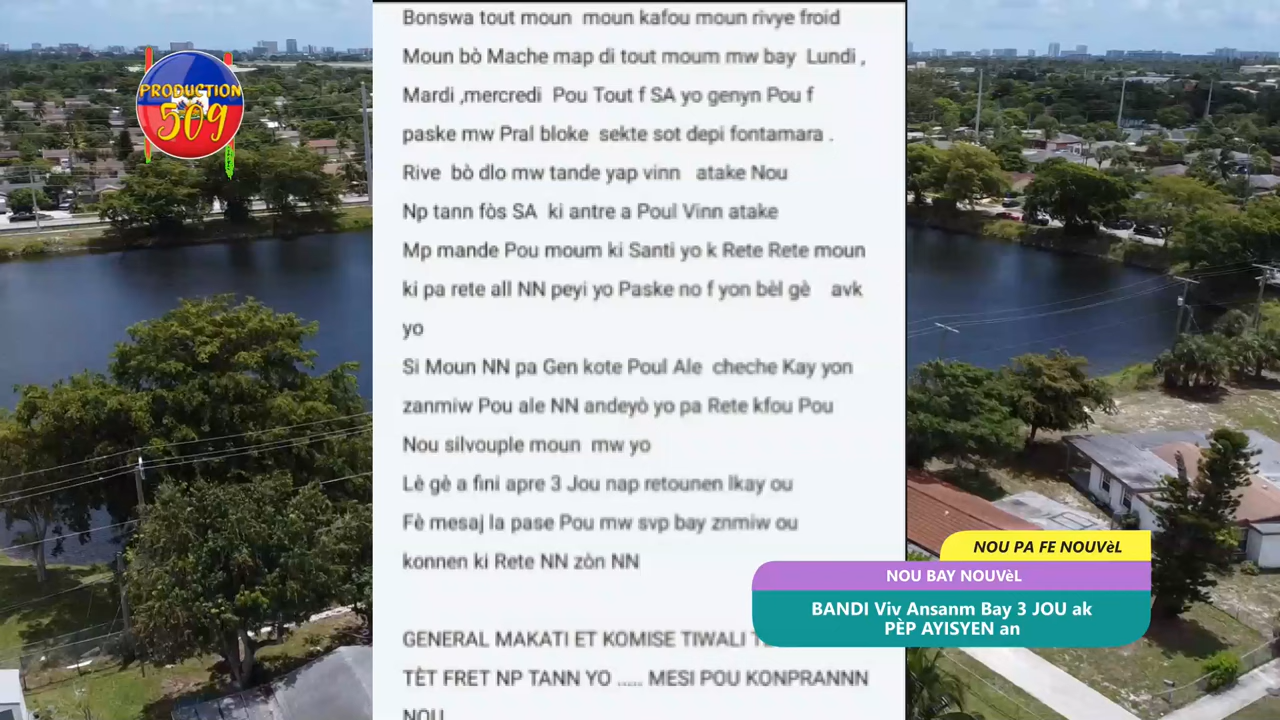 PRODUCTION
509
Bonswa tout moun moun kafou moun rivye froid
Moun bò Mache map di tout moum mw bay Lundi ,
Mardi ,mercredi Pou Tout f SA yo genyn Pou f
paske mw Pral bloke sekte sot depi fontamara .
Rive bò dlo mw tande yap vinn atake Nou
Np tann fòs SA ki antre a Poul Vinn atake
Mp mande Pou moum ki Santi yo k Rete Rete moun
ki pa rete all NN peyi yo Paske no f yon bèl gè avk
yo
Si Moun NN pa Gen kote Poul Ale cheche Kay yon
zanmiw Pou ale NN andeyò yo pa Rete kfou Pou
Nou silvouple moun mw yo
Lè gè a fini apre 3 Jou nap retounen lkay ou
Fè mesaj la pase Pou mw svp bay znmiw ou
konnen ki Rete NN zòn NN
GENERAL MAKATI ET KOMISE TIWALI
TÈT FRET NP TANN YO ...... MESI POU KONPRANNN
NOU
NOU PA FE NOUVèL
NOU BAY NOUVèL
BANDI Viv Ansanm Bay 3 JOU ak
PÈP AYISYEN an